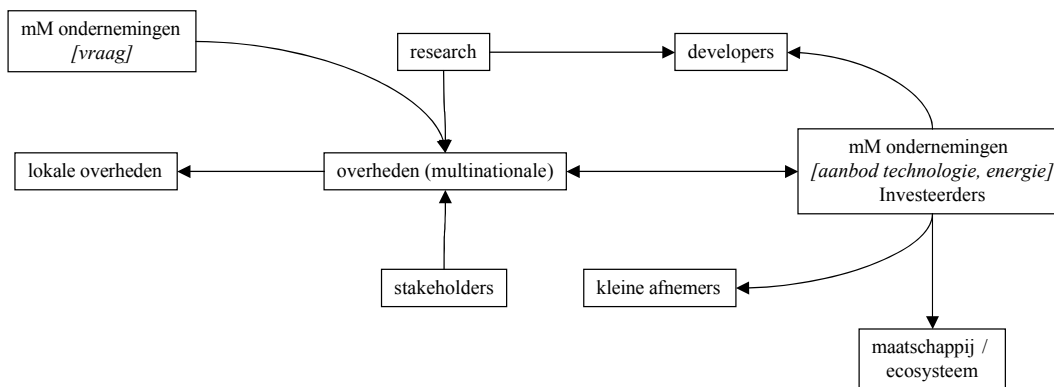 mM ondernemingen
[vraag]
research
developers
lokale overheden
overheden (multinationale)
mM ondernemingen
[aanbod technologie, energie]
Investeerders
stakeholders
kleine afnemers
maatschappij /
ecosysteem